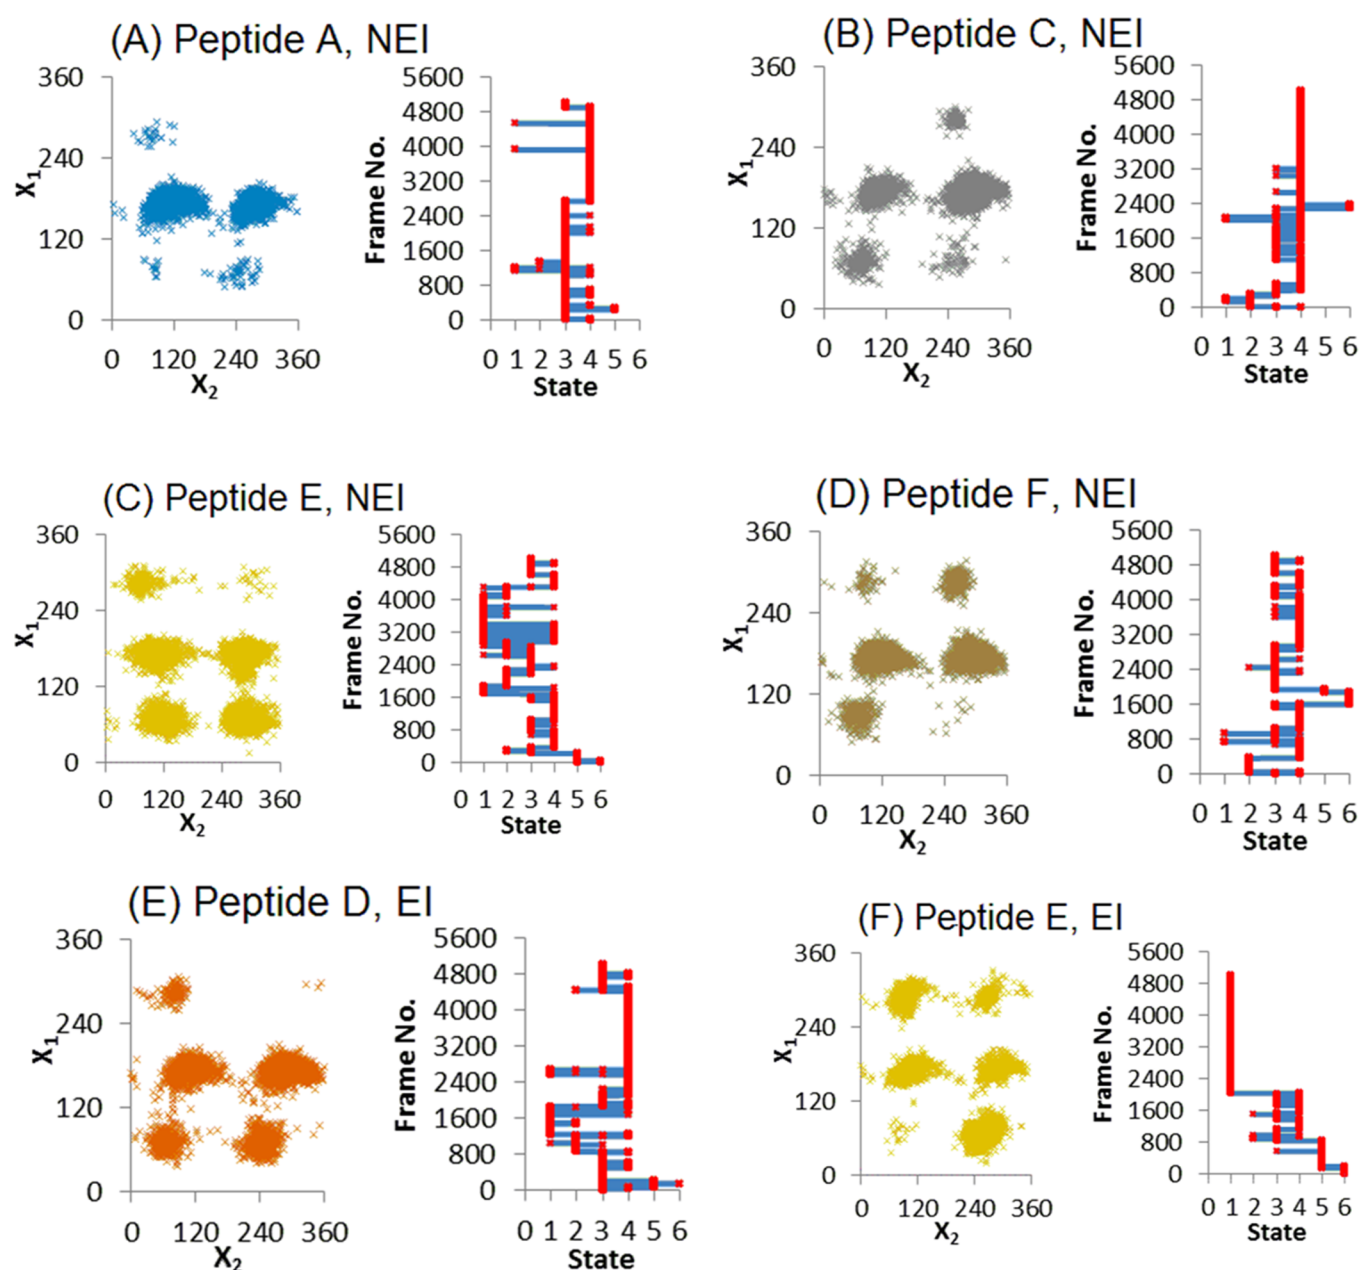 (A) Peptide A, NEI
X1
360
240
120
0
0 120 240 360
X2
Frame No.
5600
4800
4000
3200
2400
1600
800
0
0 1 2 3 4 5 6
State
(B) Peptide C, NEI
X1
360
240
120
0
0 120 240 360
X2
Frame No.
5600
4800
4000
3200
2400
1600
800
0
0 1 2 3 4 5 6
State
(C) Peptide E, NEI
X1
360
240
120
0
0 120 240 360
X2
Frame No.
5600
4800
4000
3200
2400
1600
800
0
0 1 2 3 4 5 6
State
(D) Peptide F, NEI
X1
360
240
120
0
0 120 240 360
X2
Frame No.
5600
4800
4000
3200
2400
1600
800
0
0 1 2 3 4 5 6
State
(E) Peptide D, EI
X1
360
240
120
0
0 120 240 360
X2
Frame No.
5600
4800
4000
3200
2400
1600
800
0
0 1 2 3 4 5 6
State
(F) Peptide E, EI
X1
360
240
120
0
0 120 240 360
X2
Frame No.
5600
4800
4000
3200
2400
1600
800
0
0 1 2 3 4 5 6
State